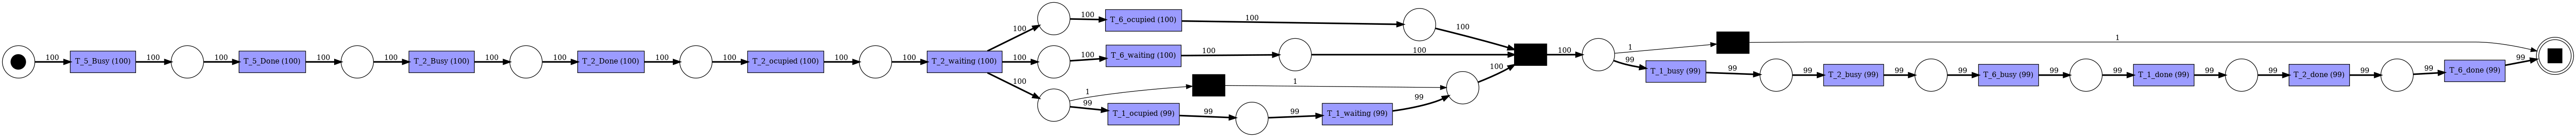 100
T_5_Busy (100)
100
100
T_5_Done (100)
100
100
T_2_Busy (100)
100
100
T_2_Done (100)
100
100
T_2_ocupied (100)
100
100
T_2_waiting (100)
100
100
T_6_ocupied (100)
100
100
100
100
T_6_waiting (100)
100
100
100
1
1
100
99
T_1_ocupied (99)
99
99
T_1_waiting (99)
99
100
1
1
99
T_1_busy (99)
99
99
T_2_busy (99)
99
99
T_6_busy (99)
99
99
T_1_done (99)
99
99
T_2_done (99)
99
99
T_6_done (99)
99